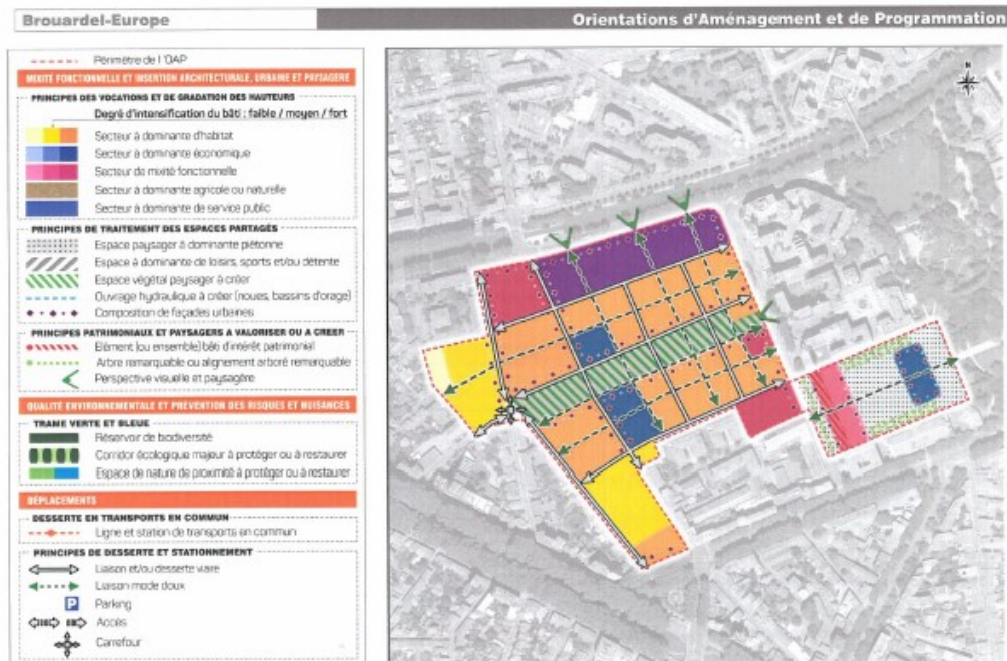 Brouardel-Europe
Orientations d'Aménagement et de Programmation
Périmètre de l'OAP
MIXITÉ FONCTIONNELLE ET INSERTION ARCHITECTURALE, URBAINE ET PAYSAGÈRE
PRINCIPES DES VOCATIONS ET DE GRADATION DES HAUTEURS
Degré d'intensification du bâti : faible / moyen / fort
Secteur à dominante d'habitat
Secteur à dominante économique
Secteur de mixité fonctionnelle
Secteur à dominante agricole ou naturelle
Secteur à dominante de service public
PRINCIPES DE TRAITEMENT DES ESPACES PARTAGÉS
Espace paysager à dominante piétonne
Espace à dominante de loisirs, sports et/ou détente
Espace végétal paysager à créer
Ouvrage hydraulique à créer (noues, bassins d'orage)
Composition de façades urbaines
PRINCIPES PATRIMONIAUX ET PAYSAGERS A VALORISER OU A CREER
Elément (ou ensemble) bâti d'intérêt patrimonial
Arbre remarquable ou alignement arboré remarquable
Perspective visuelle et paysagère
QUALITÉ ENVIRONNEMENTALE ET PRÉVENTION DES RISQUES ET NUISANCES
TRAME VERTE ET BLEUE
Réservoir de biodiversité
Corridor écologique majeur à protéger ou à restaurer
Espace de nature de proximité à protéger ou à restaurer
DÉPLACEMENTS
DESSERTE EN TRANSPORTS EN COMMUN
Ligne et station de transports en commun
PRINCIPES DE DESSERTE ET STATIONNEMENT
Liaison et/ou desserte viaire
Liaison mode doux
P Parking
Accès
Carrefour
N